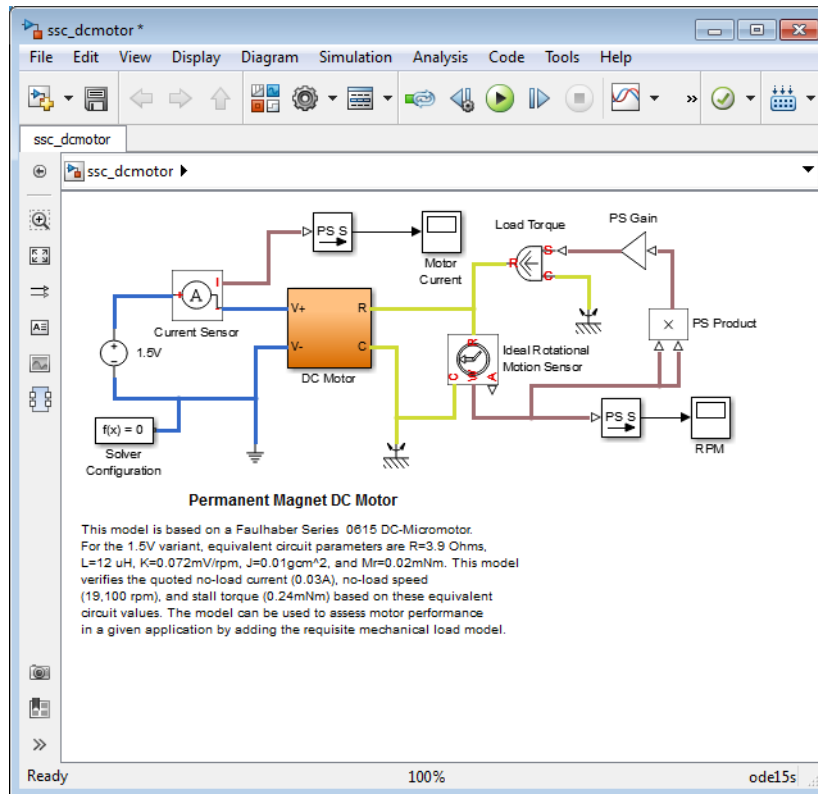 ssc_dcmotor *
File Edit View Display Diagram Simulation Analysis Code Tools Help
»
ssc_dcmotor
ssc_dcmotor
PS S
Motor
Current
Load Torque
PS Gain
R
S
C
I
A
Current Sensor
V+
R
V-
C
DC Motor
1.5V
×
PS Product
R
C
W
A
Ideal Rotational
Motion Sensor
f(x) = 0
Solver
Configuration
PS S
RPM
Permanent Magnet DC Motor
This model is based on a Faulhaber Series 0615 DC-Micromotor.
For the 1.5V variant, equivalent circuit parameters are R=3.9 Ohms,
L=12 uH, K=0.072mV/rpm, J=0.01gcm^2, and Mr=0.02mNm. This model
verifies the quoted no-load current (0.03A), no-load speed
(19,100 rpm), and stall torque (0.24mNm) based on these equivalent
circuit values. The model can be used to assess motor performance
in a given application by adding the requisite mechanical load model.
Ready 100% ode15s